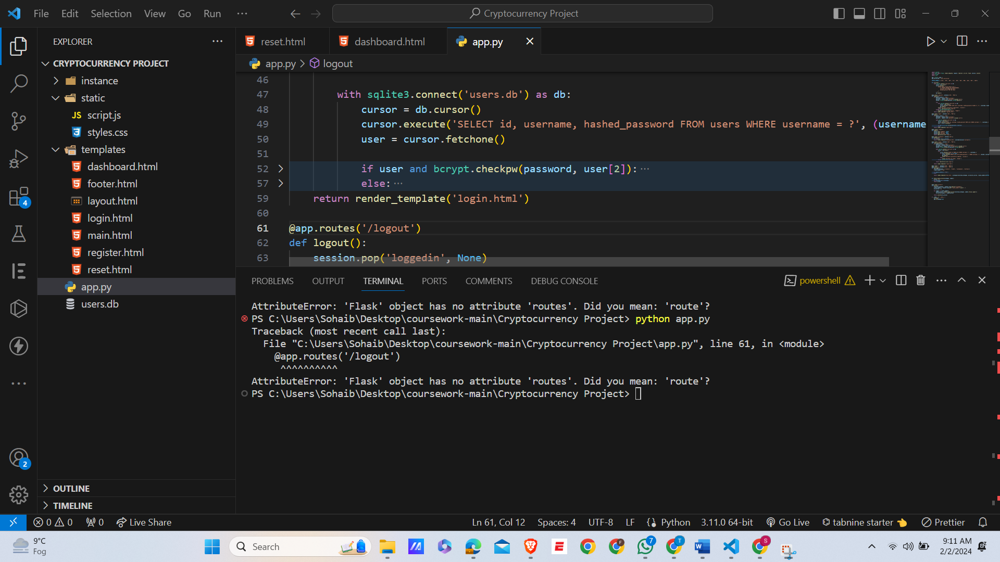 File Edit Selection View Go Run ···
Cryptocurrency Project
EXPLORER ···
CRYPTOCURRENCY PROJECT
instance
static
JS script.js
styles.css
templates
dashboard.html
footer.html
layout.html
login.html
main.html
register.html
reset.html
app.py
users.db
OUTLINE
TIMELINE
4
2
reset.html dashboard.html app.py
app.py > logout
46
47 with sqlite3.connect('users.db') as db:
48 cursor = db.cursor()
49 cursor.execute('SELECT id, username, hashed_password FROM users WHERE username = ?', (username
50 user = cursor.fetchone()
51
52 if user and bcrypt.checkpw(password, user[2]):···
57 else:···
59 return render_template('login.html')
60
61 @app.routes('/logout')
62 def logout():
63 session.pop('loggedin', None)
PROBLEMS OUTPUT TERMINAL PORTS COMMENTS DEBUG CONSOLE
powershell
AttributeError: 'Flask' object has no attribute 'routes'. Did you mean: 'route'?
PS C:\Users\Sohaib\Desktop\coursework-main\Cryptocurrency Project> python app.py
Traceback (most recent call last):
File "C:\Users\Sohaib\Desktop\coursework-main\Cryptocurrency Project\app.py", line 61, in <module>
@app.routes('/logout')
^^^^^^^^^^
AttributeError: 'Flask' object has no attribute 'routes'. Did you mean: 'route'?
PS C:\Users\Sohaib\Desktop\coursework-main\Cryptocurrency Project>
0 0 0 Live Share
Ln 61, Col 12 Spaces: 4 UTF-8 LF Python 3.11.0 64-bit Go Live tabnine starter Prettier
9°C
Fog
Search
7
9:11 AM
2/2/2024